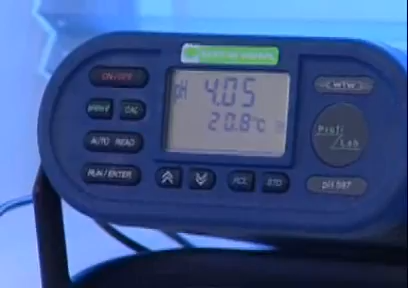 ON/OFF
WTW
pH 4.05
20.8°C
CAL
Profi
/Lab
AUTO READ
RUN/ENTER
RCL
STO
pH 597